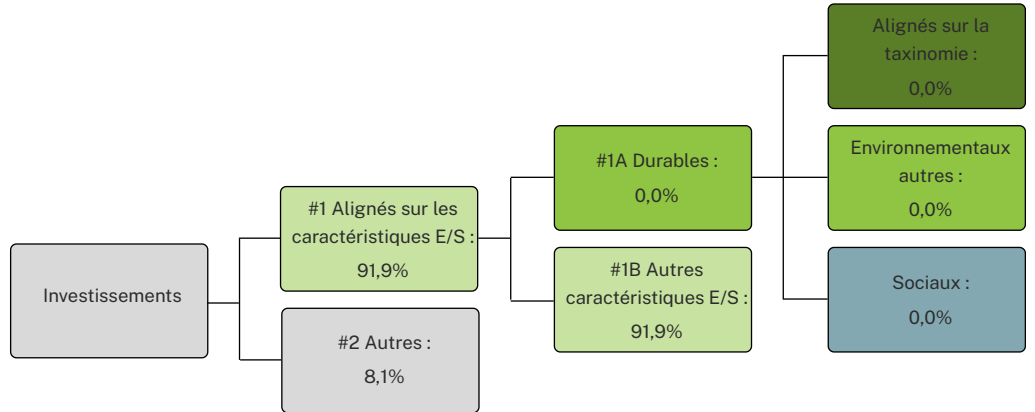 Investissements
#1 Alignés sur les
caractéristiques E/S :
91,9%
#2 Autres :
8,1%
#1A Durables :
0,0%
#1B Autres
caractéristiques E/S :
91,9%
Alignés sur la
taxinomie :
0,0%
Environnementaux
autres :
0,0%
Sociaux :
0,0%